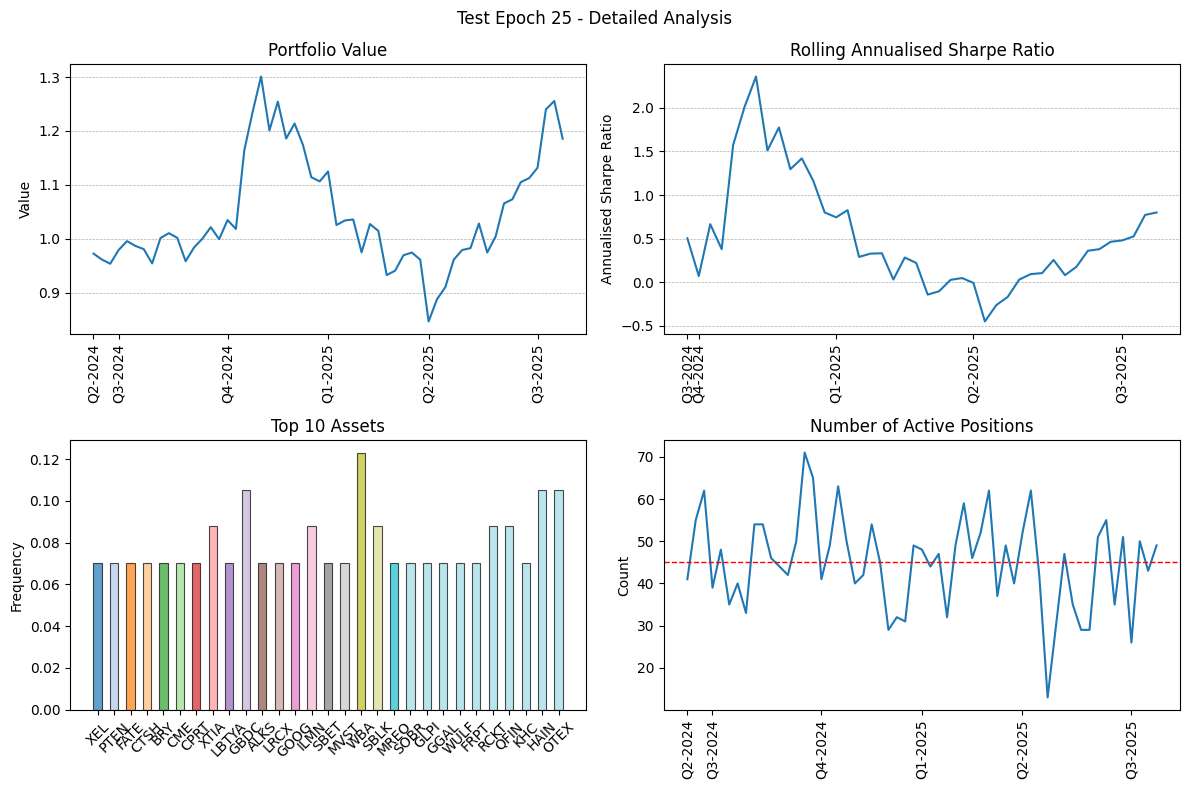 Test Epoch 25 - Detailed Analysis
Portfolio Value
Value
1.3
1.2
1.1
1.0
0.9
Q2-2024
Q3-2024
Q4-2024
Q1-2025
Q2-2025
Q3-2025
Rolling Annualised Sharpe Ratio
Annualised Sharpe Ratio
2.0
1.5
1.0
0.5
0.0
−0.5
Q3-2024
Q4-2024
Q1-2025
Q2-2025
Q3-2025
Top 10 Assets
Frequency
0.12
0.10
0.08
0.06
0.04
0.02
0.00
XEL
PTEN
FATE
CTSH
BRY
CME
CPRT
XTIA
LBTYA
GBDC
ALKS
LRCX
GOOG
ILMN
SBET
MVST
WBA
SBLK
MREO
SOBR
GLPI
GGAL
WULF
FRPT
RCKT
QFIN
KHC
HAIN
OTEX
Number of Active Positions
Count
70
60
50
40
30
20
Q2-2024
Q3-2024
Q4-2024
Q1-2025
Q2-2025
Q3-2025